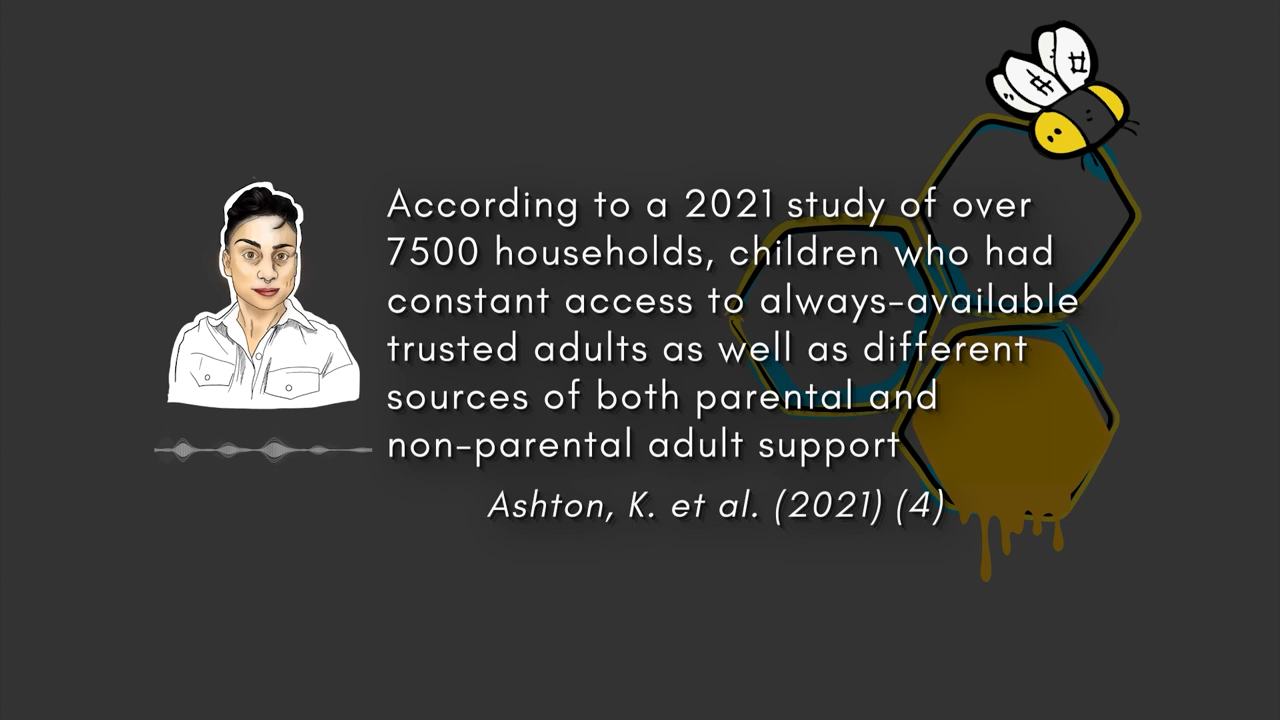 According to a 2021 study of over
7500 households, children who had
constant access to always-available
trusted adults as well as different
sources of both parental and
non-parental adult support
Ashton, K. et al. (2021) (4)